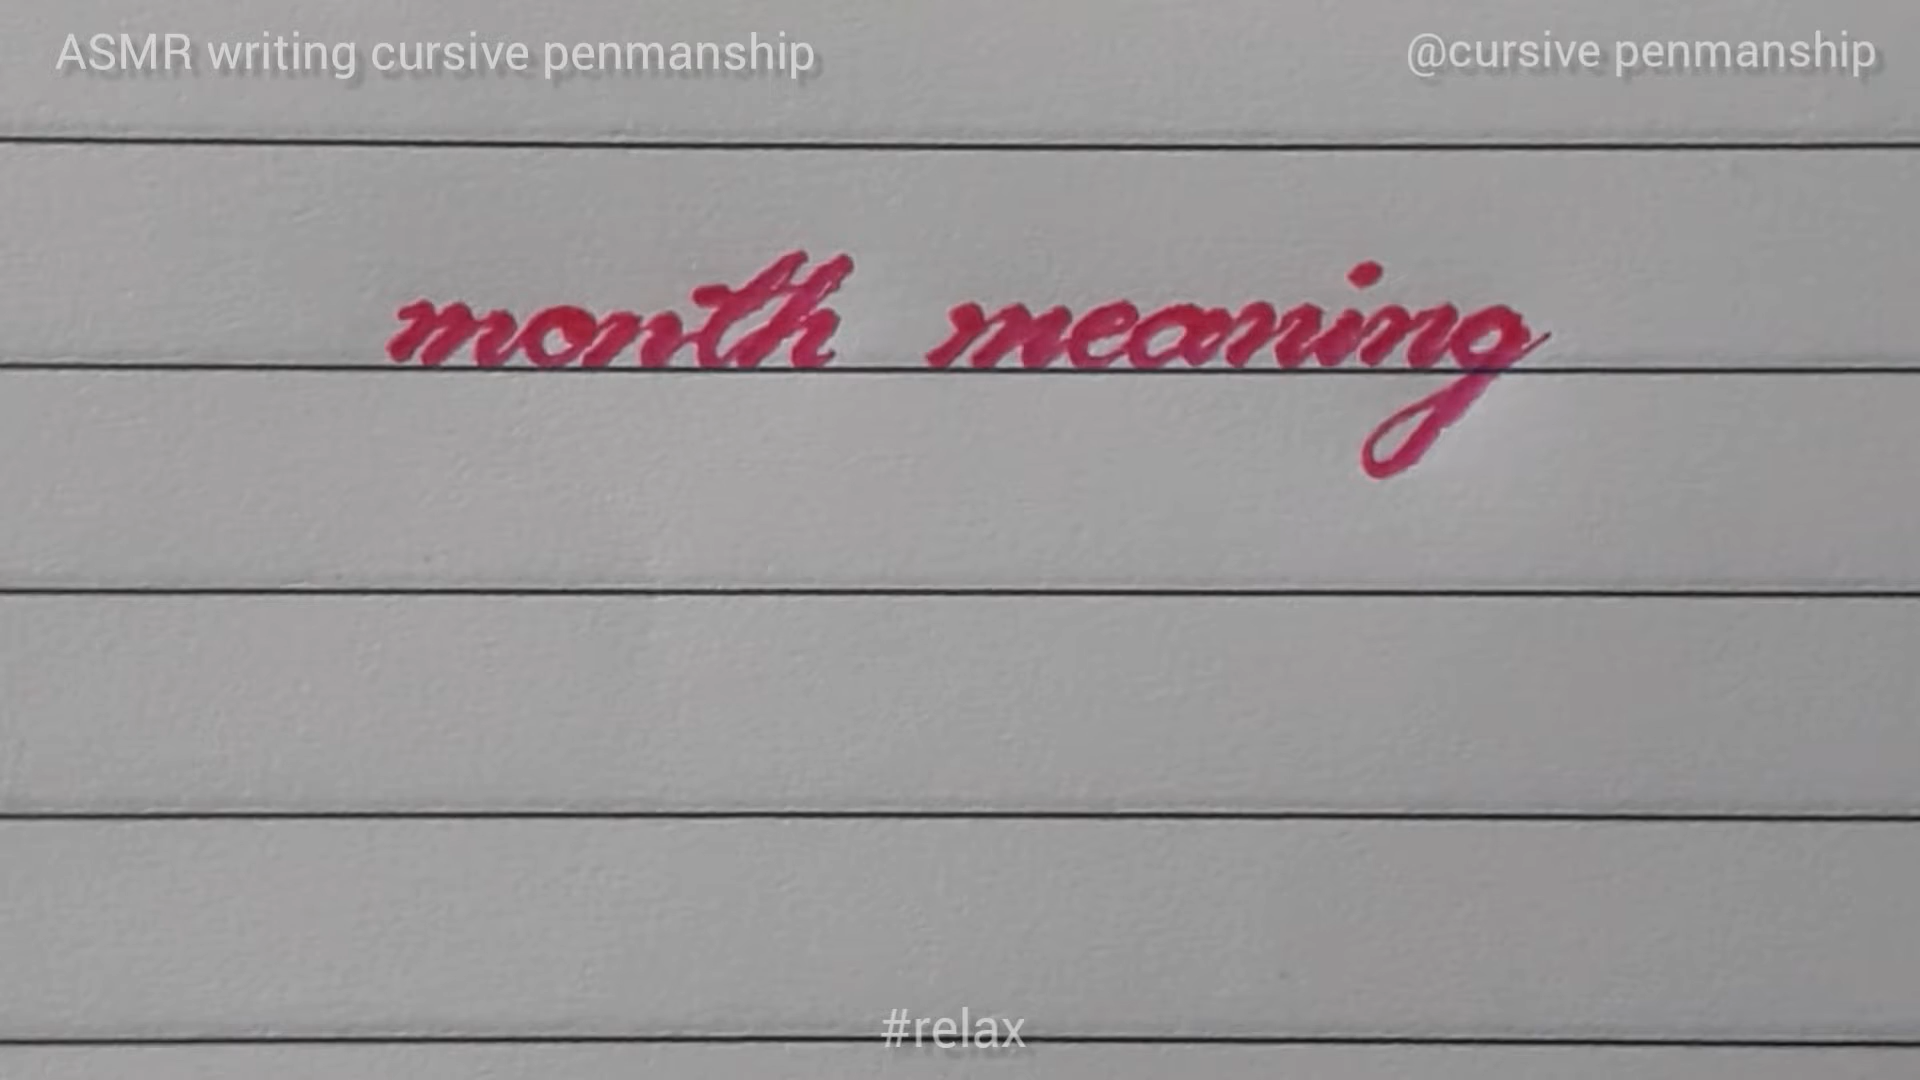 ASMR writing cursive penmanship
@cursive penmanship
month meaning
#relax